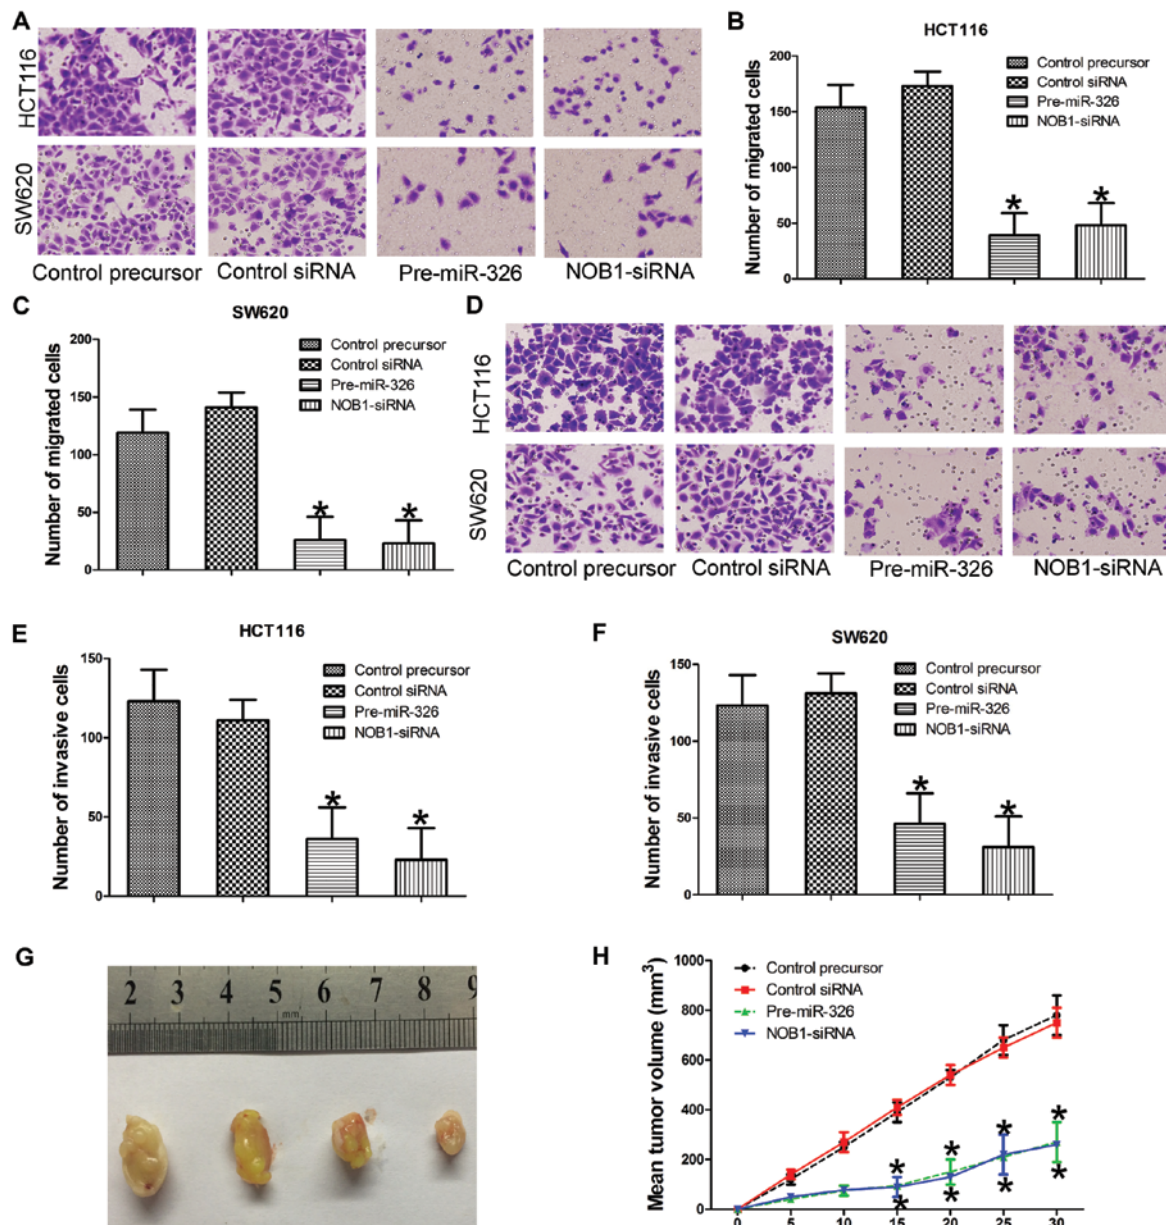 A
HCT116
SW620
Control precursor
Control siRNA
Pre-miR-326
NOB1-siRNA
B
HCT116
Number of migrated cells
200
150
100
50
0
Control precursor
Control siRNA
Pre-miR-326
NOB1-siRNA
* *
C
SW620
Number of migrated cells
200
150
100
50
0
Control precursor
Control siRNA
Pre-miR-326
NOB1-siRNA
* *
D
HCT116
SW620
Control precursor
Control siRNA
Pre-miR-326
NOB1-siRNA
E
HCT116
Number of invasive cells
150
100
50
0
Control precursor
Control siRNA
Pre-miR-326
NOB1-siRNA
* *
F
SW620
Number of invasive cells
150
100
50
0
Control precursor
Control siRNA
Pre-miR-326
NOB1-siRNA
* *
G
2 3 4 5 6 7 8 9
mm
H
Mean tumor volume (mm³)
1000
800
600
400
200
0
Control precursor
Control siRNA
Pre-miR-326
NOB1-siRNA
* * * *
* * * *
0 5 10 15 20 25 30